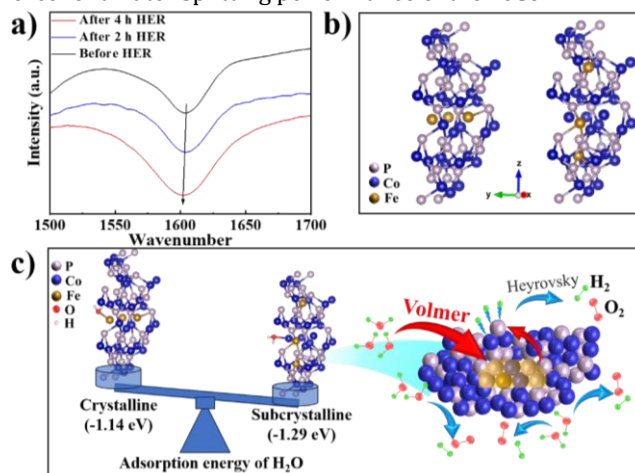 a)
After 4 h HER
After 2 h HER
Before HER
Intensity (a.u.)
1500 1550 1600 1650 1700
Wavenumber
b)
P
Co
Fe
z
y
x
c)
P
Co
Fe
O
H
Crystalline
(-1.14 eV)
Subcrystalline
(-1.29 eV)
Adsorption energy of H2O
Volmer
Heyrovsky
H2
O2